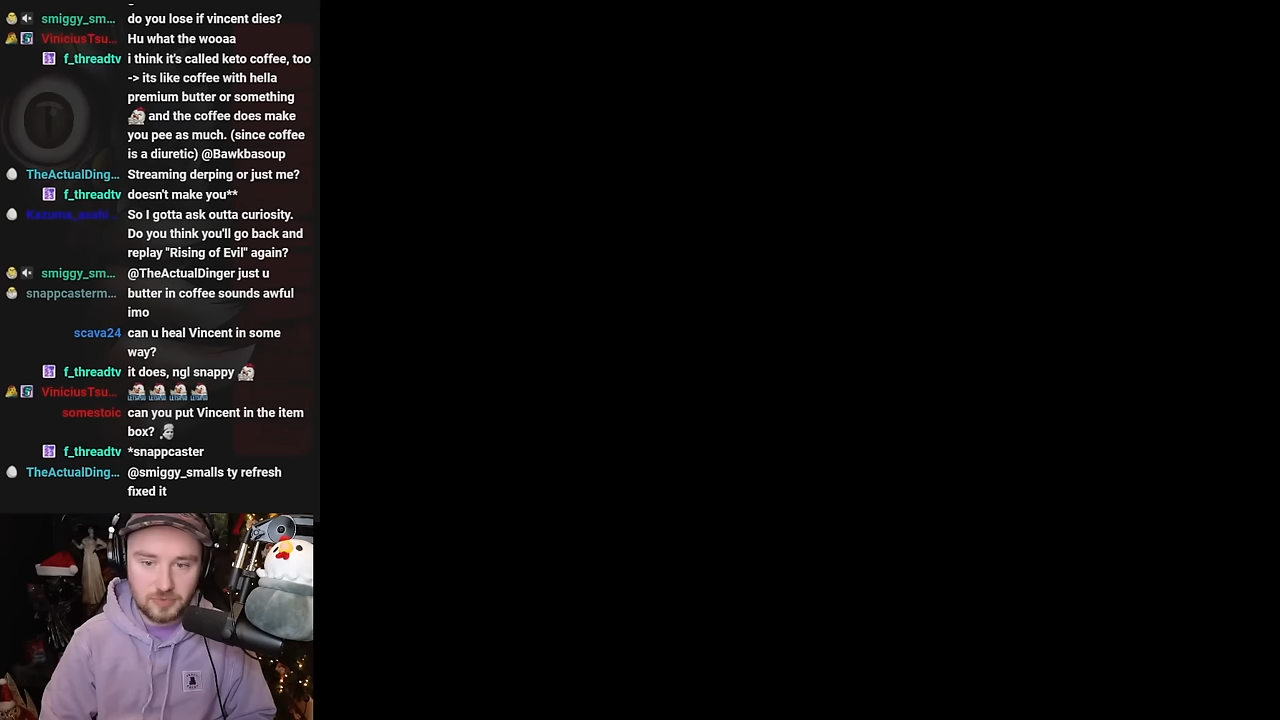 smiggy_sm... do you lose if vincent dies?
ViniciusTsu... Hu what the wooaa
f_threadtv i think it's called keto coffee, too
-> its like coffee with hella
premium butter or something
and the coffee does make
you pee as much. (since coffee
is a diuretic) @Bawkbasoup
TheActualDing... Streaming derping or just me?
f_threadtv doesn't make you**
Kazuma_asahi... So I gotta ask outta curiosity.
Do you think you'll go back and
replay "Rising of Evil" again?
smiggy_sm... @TheActualDinger just u
snappcasterm... butter in coffee sounds awful
imo
scava24 can u heal Vincent in some
way?
f_threadtv it does, ngl snappy
ViniciusTsu...
somestoic can you put Vincent in the item
box?
f_threadtv *snappcaster
TheActualDing... @smiggy_smalls ty refresh
fixed it